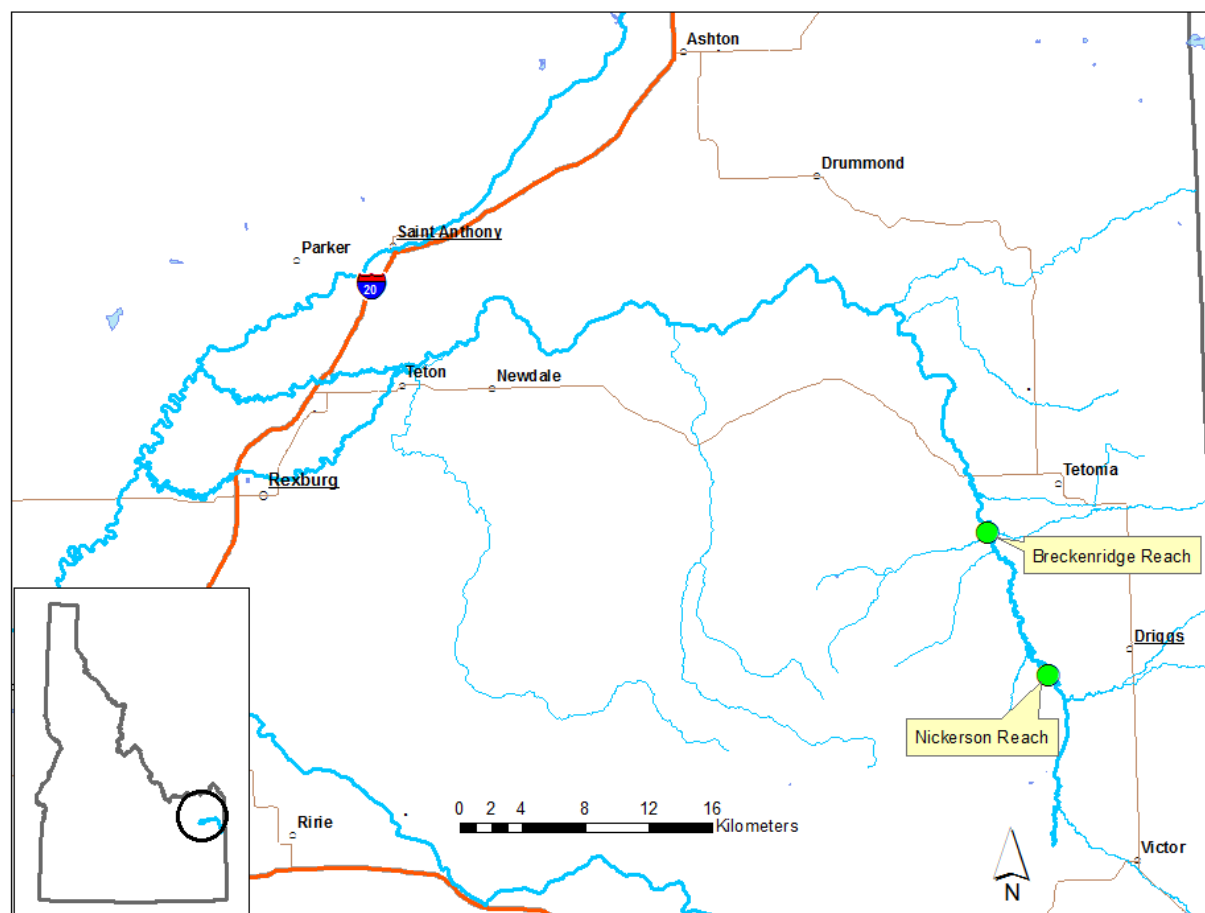 Ashton
Drummond
Saint Anthony
Parker
20
Teton
Newdale
Tetonia
Rexburg
Breckenridge Reach
Driggs
Nickerson Reach
0 2 4 8 12 16
Kilometers
Ririe
Victor
N